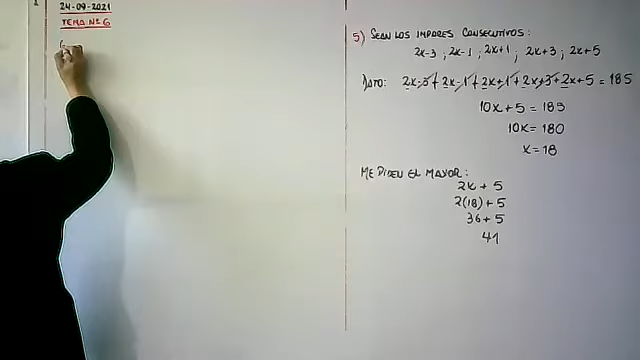 24-09-2021
TEMA Nº 6
5) SEAN LOS IMPARES CONSECUTIVOS:
2x-3 ; 2x-1 ; 2x+1 ; 2x+3 ; 2x+5
DATO: 2x-3 + 2x-1 + 2x+1 + 2x+3 + 2x+5 = 185
10x+5 = 185
10x = 180
x = 18
ME PIDEN EL MAYOR:
2x + 5
2(18) + 5
36 + 5
41